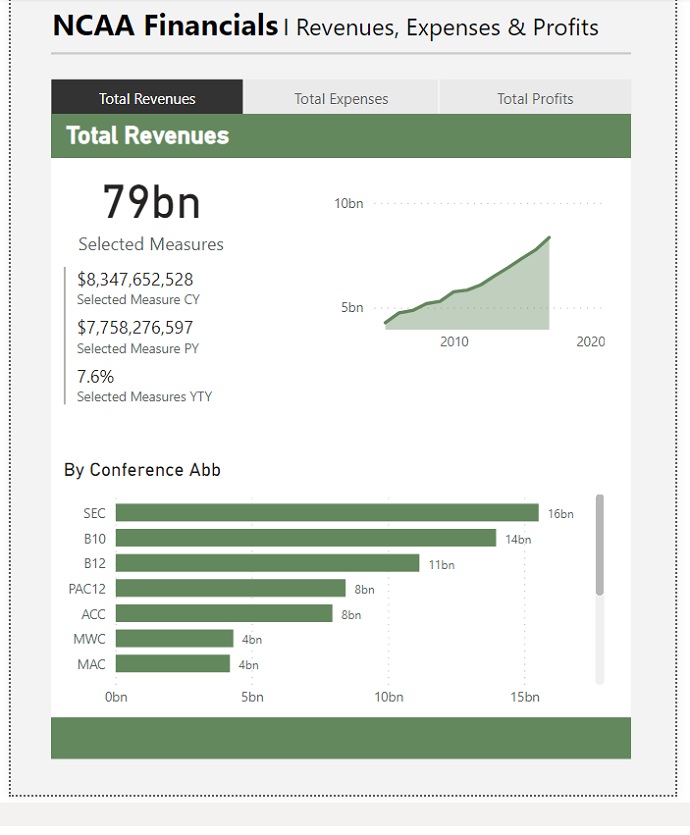 NCAA Financials | Revenues, Expenses & Profits
Total Revenues
Total Expenses
Total Profits
Total Revenues
79bn
Selected Measures
$8,347,652,528
Selected Measure CY
$7,758,276,597
Selected Measure PY
7.6%
Selected Measures YTY
10bn
5bn
2010
2020
By Conference Abb
SEC 16bn
B10 14bn
B12 11bn
PAC12 8bn
ACC 8bn
MWC 4bn
MAC 4bn
0bn 5bn 10bn 15bn